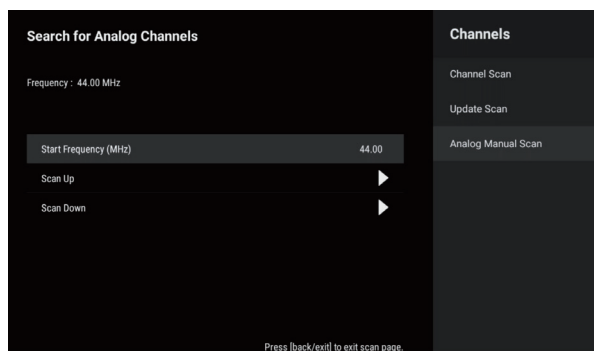 Search for Analog Channels
Frequency : 44.00 MHz
Start Frequency (MHz) 44.00
Scan Up
Scan Down
Press [back/exit] to exit scan page.
Channels
Channel Scan
Update Scan
Analog Manual Scan